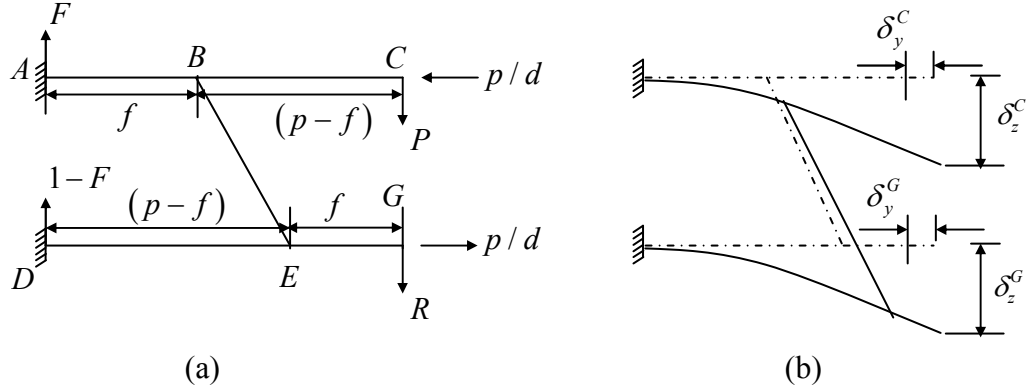 F
A
B
C
p / d
f
(p − f)
P
1 − F
(p − f)
f
G
p / d
D
E
R
(a)
δ_y^C
δ_z^C
δ_y^G
δ_z^G
(b)